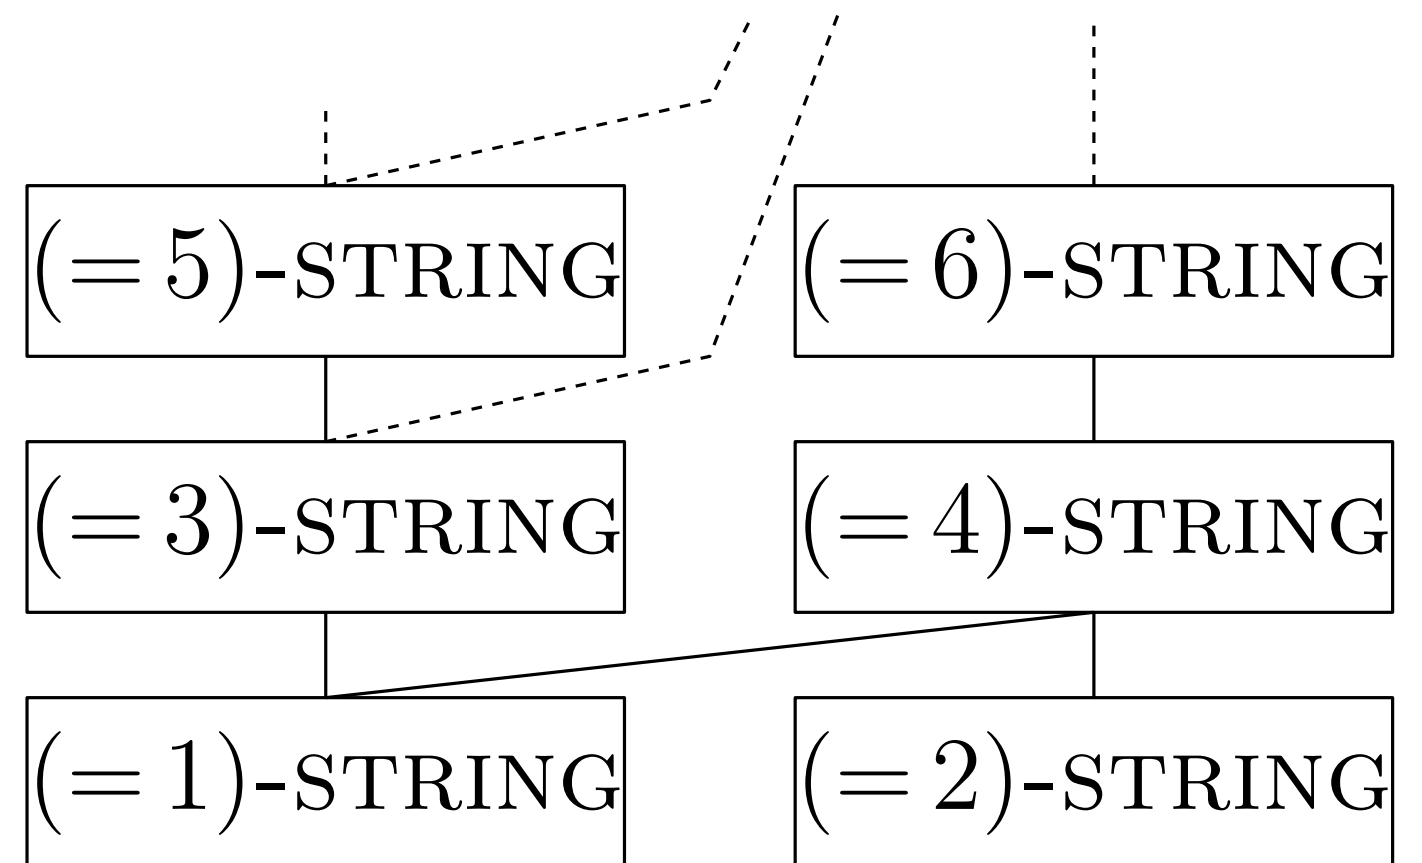 (= 5)-STRING
(= 6)-STRING
(= 3)-STRING
(= 4)-STRING
(= 1)-STRING
(= 2)-STRING